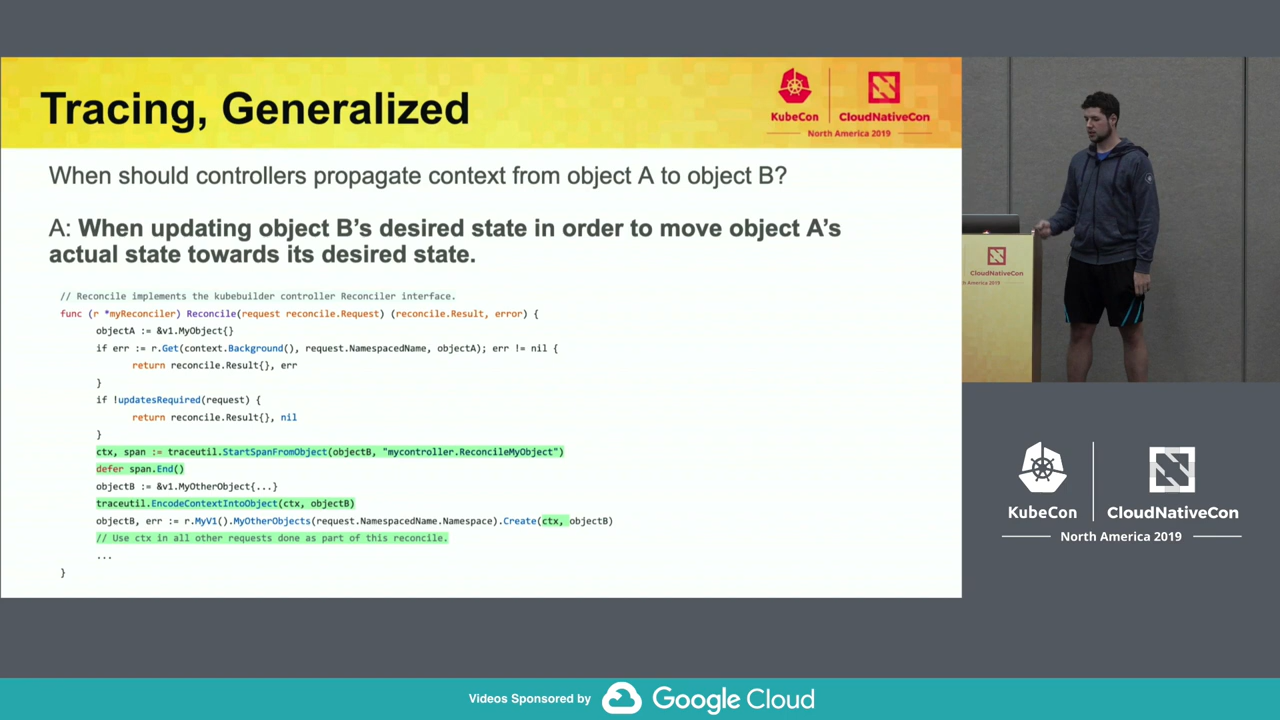 Tracing, Generalized
KubeCon
CloudNativeCon
North America 2019
When should controllers propagate context from object A to object B?
A: When updating object B’s desired state in order to move object A’s
actual state towards its desired state.
// Reconcile implements the kubebuilder controller Reconciler interface.
func (r *myReconciler) Reconcile(request reconcile.Request) (reconcile.Result, error) {
objectA := &v1.MyObject{}
if err := r.Get(context.Background(), request.NamespacedName, objectA); err != nil {
return reconcile.Result{}, err
}
if !updatesRequired(request) {
return reconcile.Result{}, nil
}
ctx, span := traceutil.StartSpanFromObject(objectB, "mycontroller.ReconcileMyObject")
defer span.End()
objectB := &v1.MyOtherObject{...}
traceutil.EncodeContextIntoObject(ctx, objectB)
objectB, err := r.MyV1().MyOtherObjects(request.NamespacedName.Namespace).Create(ctx, objectB)
// Use ctx in all other requests done as part of this reconcile.
...
}
CloudNativeCon
h America 2019
KubeCon
CloudNativeCon
North America 2019
Videos Sponsored by
Google Cloud